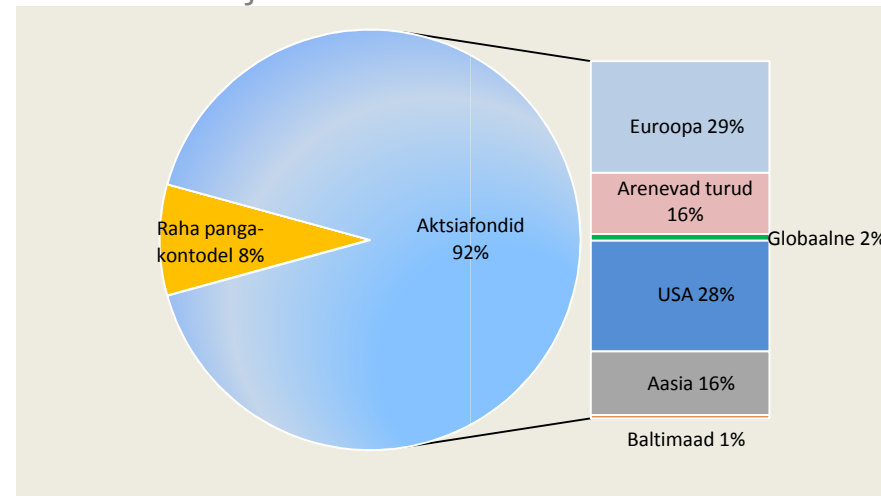 Raha panga-
kontodel 8%
Aktsiafondid
92%
Euroopa 29%
Arenevad turud
16%
Globaalne 2%
USA 28%
Aasia 16%
Baltimaad 1%